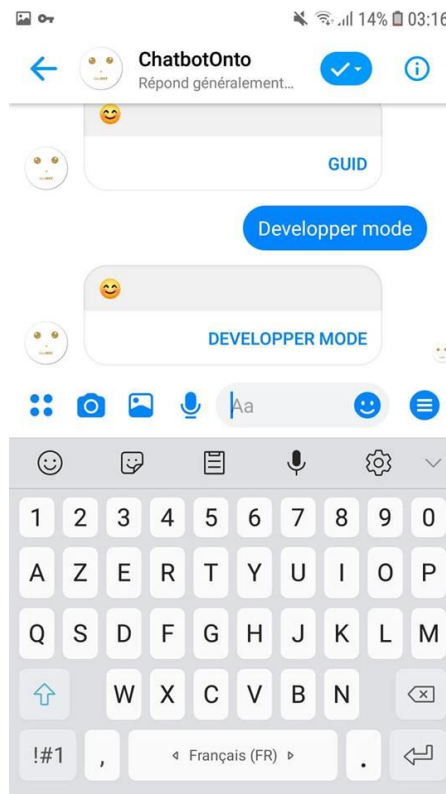 14% 03:16
ChatbotOnto
Répond généralement...
GUID
Developper mode
DEVELOPPER MODE
Aa
1 2 3 4 5 6 7 8 9 0
A Z E R T Y U I O P
Q S D F G H J K L M
W X C V B N
!#1 , Français (FR) .